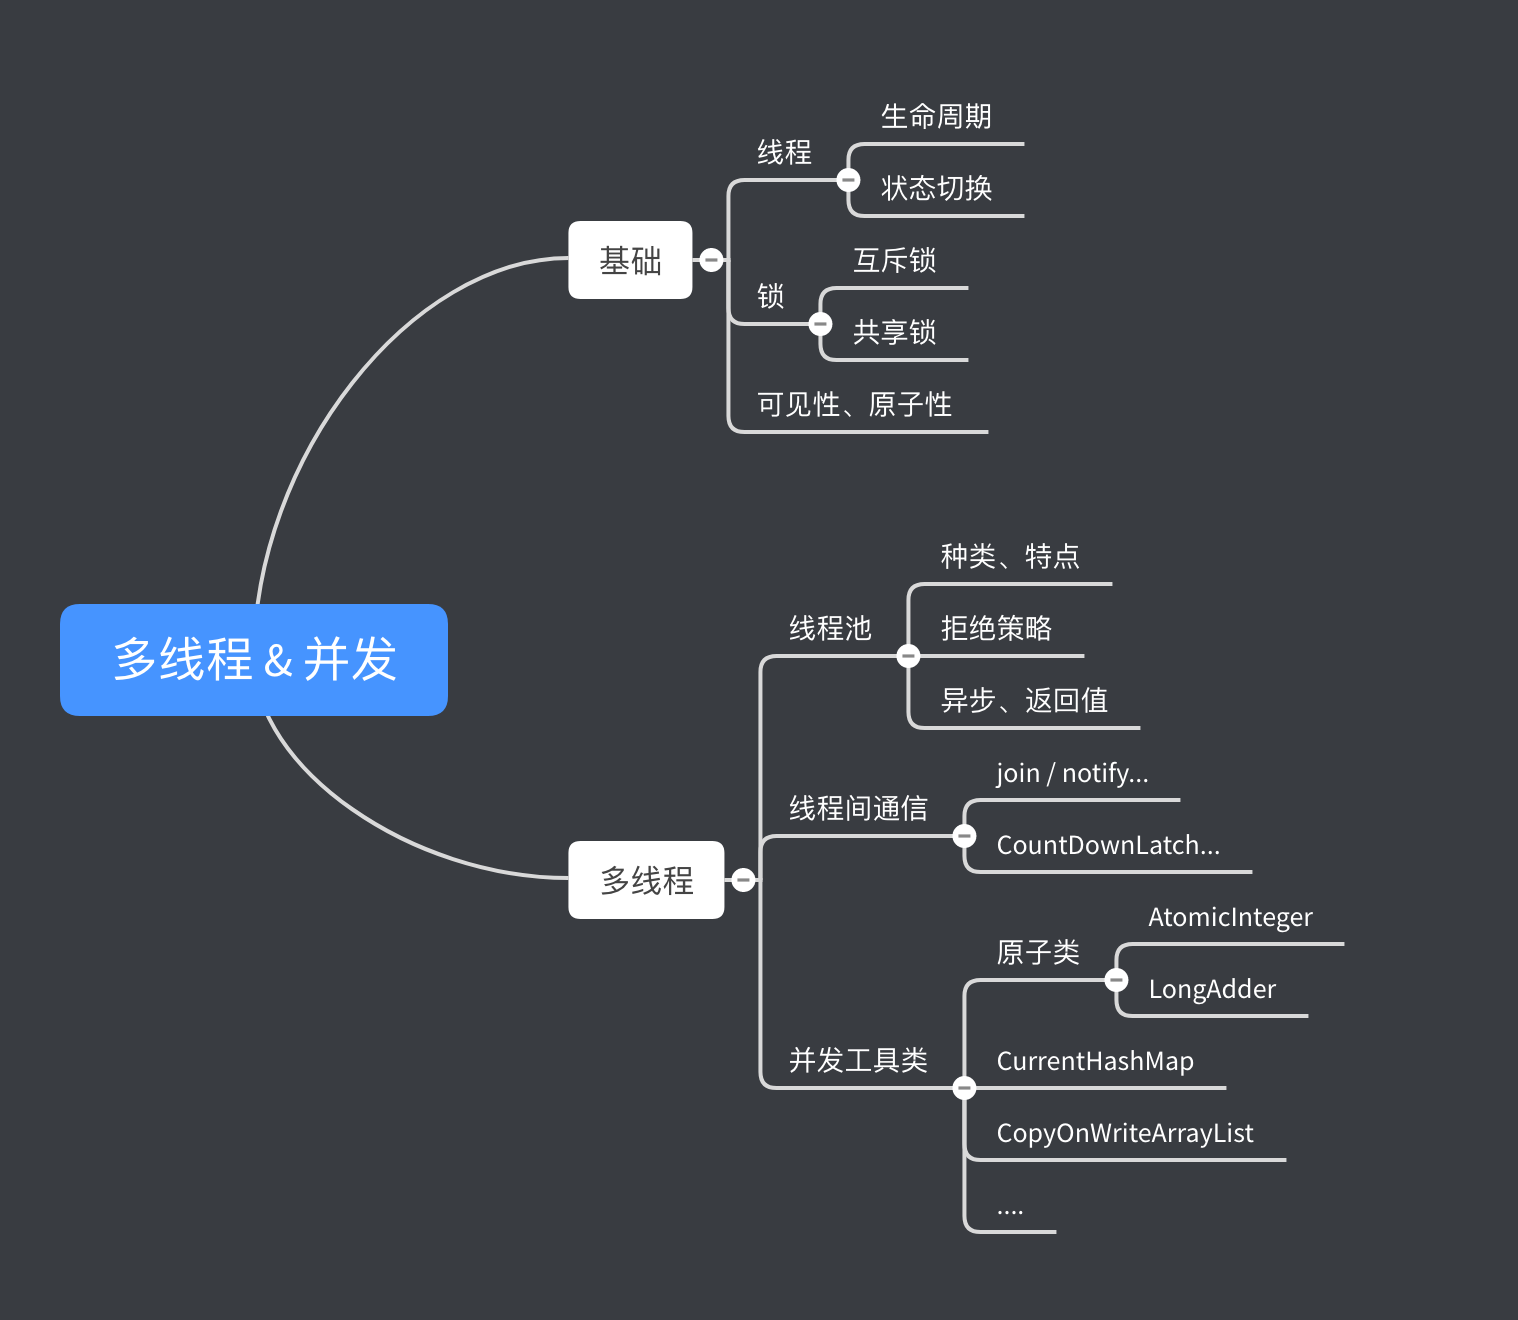 生命周期
线程
状态切换
基础
互斥锁
锁
共享锁
可见性、原子性
种类、特点
线程池
拒绝策略
异步、返回值
多线程 & 并发
join / notify...
线程间通信
CountDownLatch...
多线程
AtomicInteger
原子类
LongAdder
并发工具类
CurrentHashMap
CopyOnWriteArrayList
....